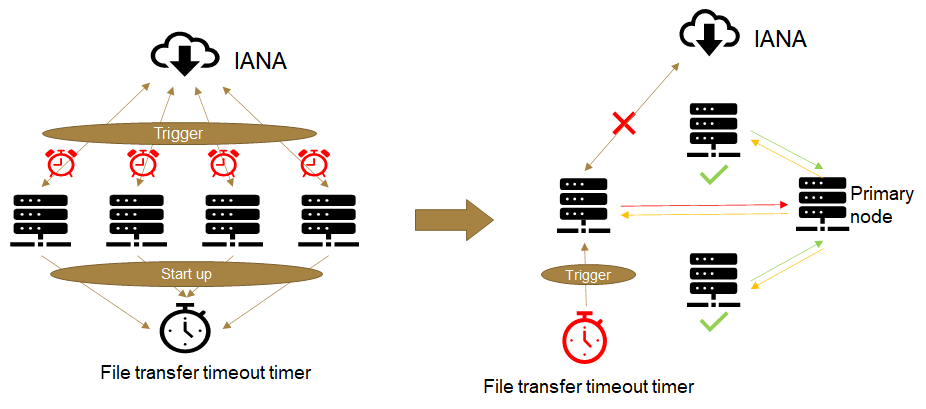 IANA
Trigger
Start up
File transfer timeout timer
IANA
Primary
node
Trigger
File transfer timeout timer